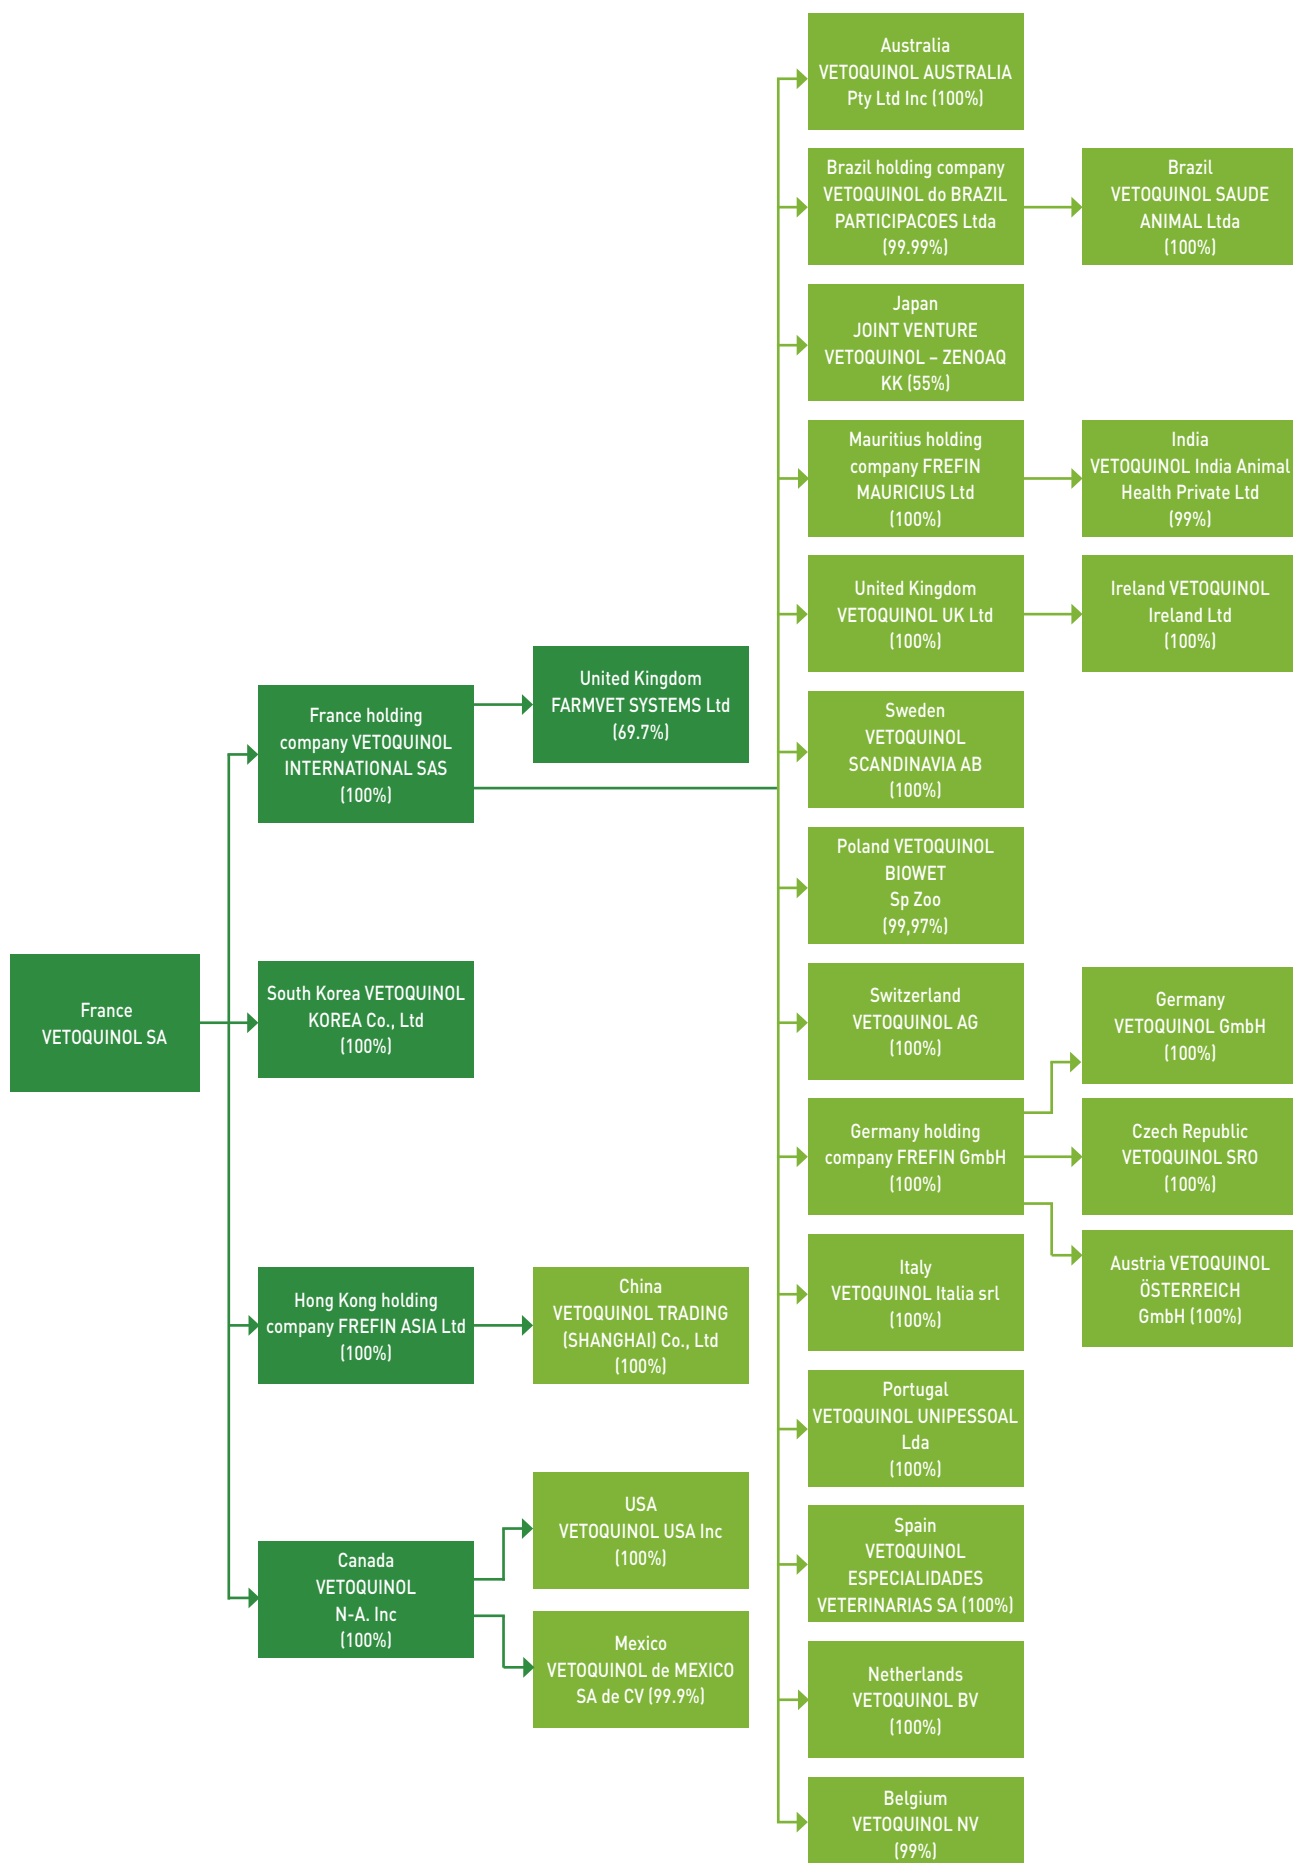 France
VETOQUINOL SA
France holding
company VETOQUINOL
INTERNATIONAL SAS
(100%)
South Korea VETOQUINOL
KOREA Co., Ltd
(100%)
Hong Kong holding
company FREFIN ASIA Ltd
(100%)
Canada
VETOQUINOL
N-A. Inc
(100%)
United Kingdom
FARMVET SYSTEMS Ltd
(69.7%)
China
VETOQUINOL TRADING
(SHANGHAI) Co., Ltd
(100%)
USA
VETOQUINOL USA Inc
(100%)
Mexico
VETOQUINOL de MEXICO
SA de CV (99.9%)
Australia
VETOQUINOL AUSTRALIA
Pty Ltd Inc (100%)
Brazil holding company
VETOQUINOL do BRAZIL
PARTICIPACOES Ltda
(99.99%)
Japan
JOINT VENTURE
VETOQUINOL – ZENOAQ
KK (55%)
Mauritius holding
company FREFIN
MAURICIUS Ltd
(100%)
United Kingdom
VETOQUINOL UK Ltd
(100%)
Sweden
VETOQUINOL
SCANDINAVIA AB
(100%)
Poland VETOQUINOL
BIOWET
Sp Zoo
(99,97%)
Switzerland
VETOQUINOL AG
(100%)
Germany holding
company FREFIN GmbH
(100%)
Italy
VETOQUINOL Italia srl
(100%)
Portugal
VETOQUINOL UNIPESSOAL
Lda
(100%)
Spain
VETOQUINOL
ESPECIALIDADES
VETERINARIAS SA (100%)
Netherlands
VETOQUINOL BV
(100%)
Belgium
VETOQUINOL NV
(99%)
Brazil
VETOQUINOL SAUDE
ANIMAL Ltda
(100%)
India
VETOQUINOL India Animal
Health Private Ltd
(99%)
Ireland VETOQUINOL
Ireland Ltd
(100%)
Germany
VETOQUINOL GmbH
(100%)
Czech Republic
VETOQUINOL SRO
(100%)
Austria VETOQUINOL
ÖSTERREICH
GmbH (100%)